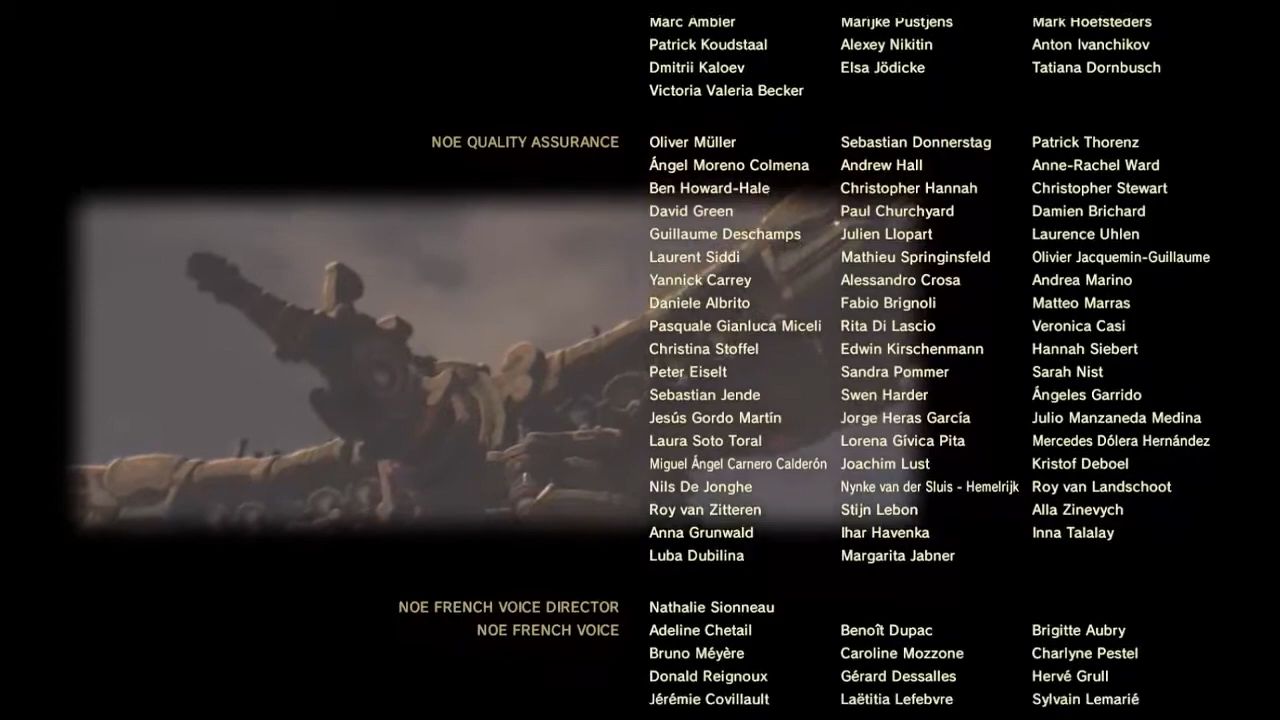 Marc Ambler Marijke Pustjens Mark Hoefsteders
Patrick Koudstaal Alexey Nikitin Anton Ivanchikov
Dmitrii Kaloev Elsa Jödicke Tatiana Dornbusch
Victoria Valeria Becker
NOE QUALITY ASSURANCE Oliver Müller Sebastian Donnerstag Patrick Thorenz
Ángel Moreno Colmena Andrew Hall Anne-Rachel Ward
Ben Howard-Hale Christopher Hannah Christopher Stewart
David Green Paul Churchyard Damien Brichard
Guillaume Deschamps Julien Llopart Laurence Uhlen
Laurent Siddi Mathieu Springinsfeld Olivier Jacquemin-Guillaume
Yannick Carrey Alessandro Crosa Andrea Marino
Daniele Albrito Fabio Brignoli Matteo Marras
Pasquale Gianluca Miceli Rita Di Lascio Veronica Casi
Christina Støffel Edwin Kirschenmann Hannah Siebert
Peter Eiselt Sandra Pommer Sarah Nist
Sebastian Jende Swen Harder Ángeles Garrido
Jesús Gordo Martín Jorge Heras García Julio Manzaneda Medina
Laura Soto Toral Lorena Gívica Pita Mercedes Dólera Hernández
Miguel Ángel Carnero Calderón Joachim Lust Kristof Deboel
Nils De Jonghe Nynke van der Sluis - Hemelrijk Roy van Landschoot
Roy van Zitteren Stijn Lebon Alla Zinevych
Anna Grunwald Ihar Havenka Inna Talalay
Luba Dubilina Margarita Jabner
NOE FRENCH VOICE DIRECTOR Nathalie Sionneau
NOE FRENCH VOICE Adeline Chetail Benoît Dupac Brigitte Aubry
Bruno Méyère Caroline Mozzone Charlyne Pestel
Donald Reignoux Gérard Dessalles Hervé Grull
Jérémie Covillault Laëtitia Lefebvre Sylvain Lemarié